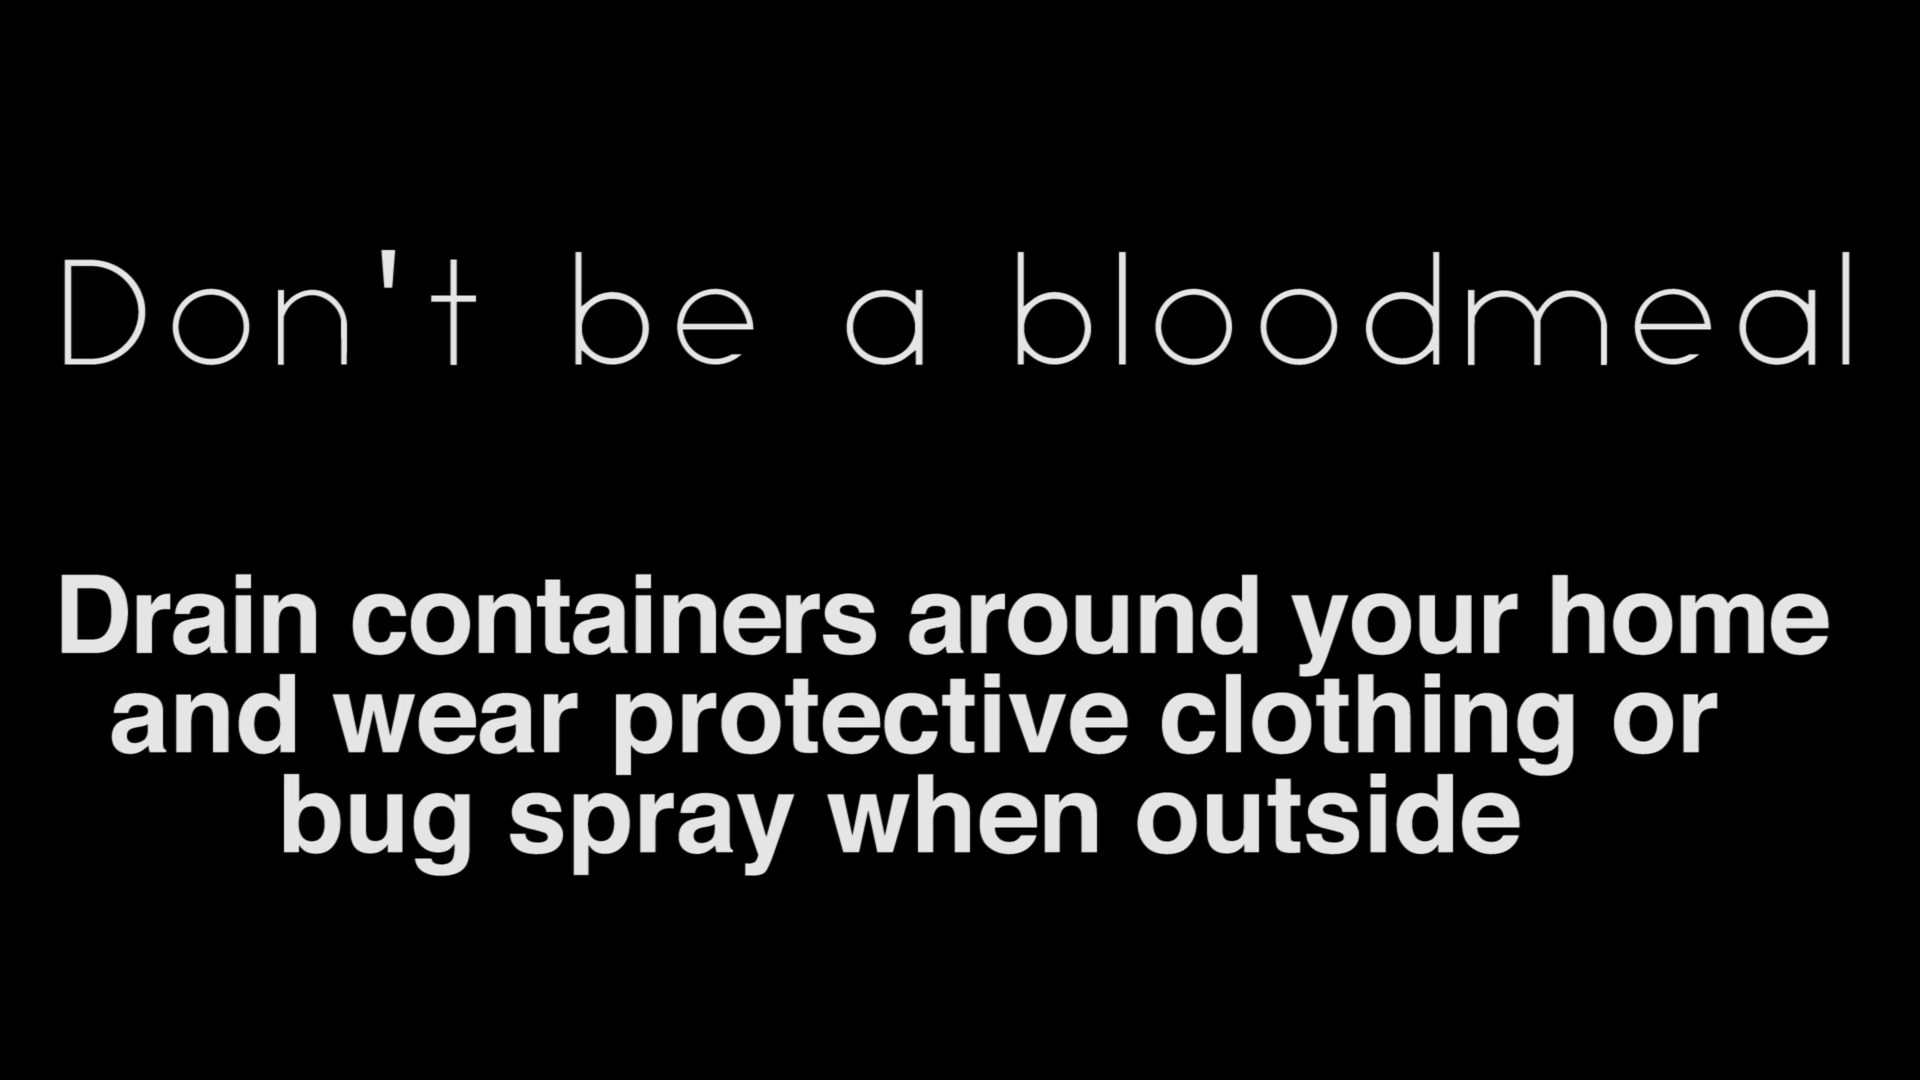 Don't be a bloodmeal
Drain containers around your home
and wear protective clothing or
bug spray when outside